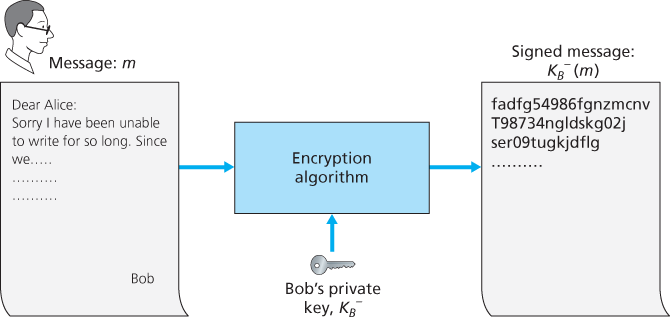 Message: m
Dear Alice:
Sorry I have been unable
to write for so long. Since
we.....
..........
..........
Bob
Encryption
algorithm
Bob's private
key, K_B^–
Signed message:
K_B^–(m)
fadfg54986fgnzmcnv
T98734ngldskg02j
ser09tugkjdflg
..........